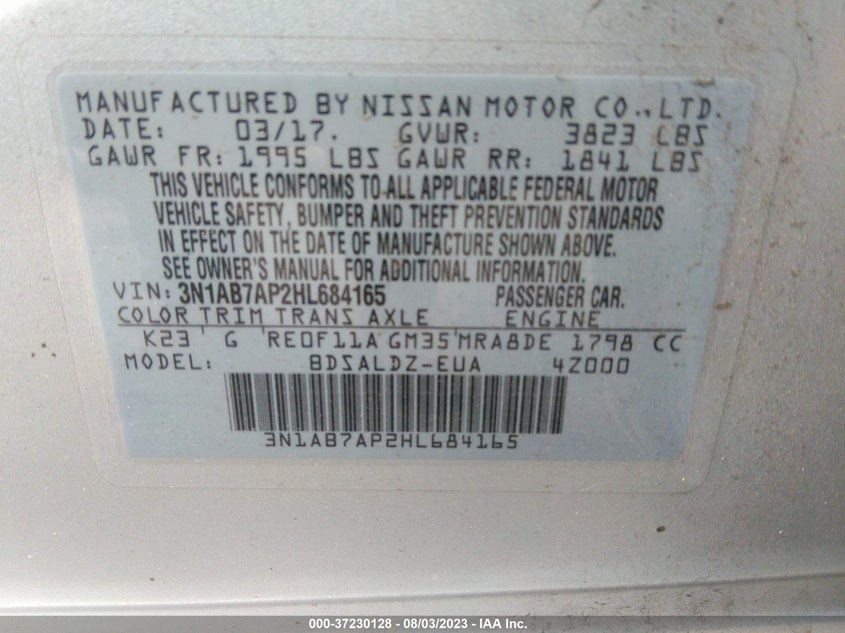 MANUFACTURED BY NISSAN MOTOR CO., LTD.
DATE: 03/17. GVWR: 3823 LBS
GAWR FR: 1995 LBS GAWR RR: 1841 LBS
THIS VEHICLE CONFORMS TO ALL APPLICABLE FEDERAL MOTOR
VEHICLE SAFETY, BUMPER AND THEFT PREVENTION STANDARDS
IN EFFECT ON THE DATE OF MANUFACTURE SHOWN ABOVE.
SEE OWNER'S MANUAL FOR ADDITIONAL INFORMATION.
VIN: 3N1AB7AP2HL684165 PASSENGER CAR.
COLOR TRIM TRANS AXLE ENGINE
K23 G RE0F11A GM35 MRA8DE 1798 CC
MODEL: BDSALDZ-EUA 4Z000
3N1AB7AP2HL684165
000-37230128 - 08/03/2023 - IAA Inc.